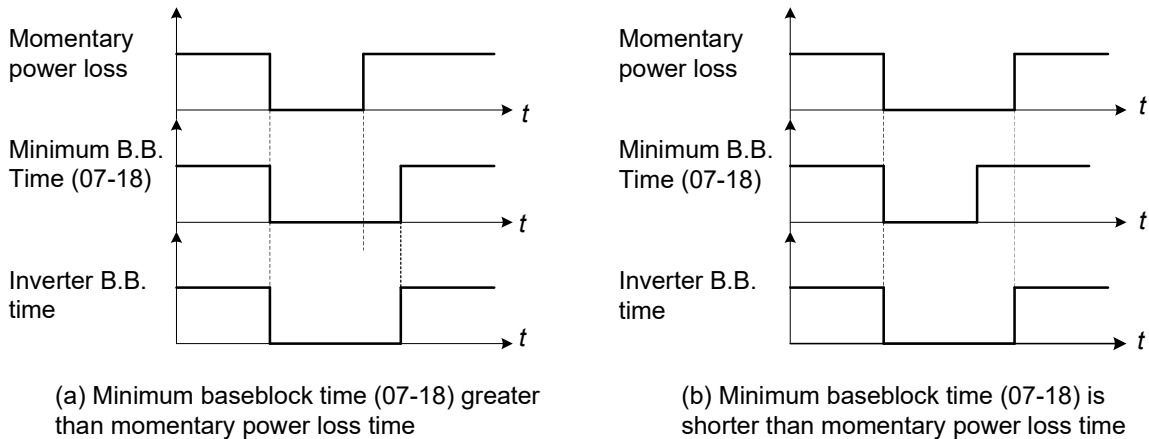 Momentary
power loss
t
Minimum B.B.
Time (07-18)
t
Inverter B.B.
time
t
(a) Minimum baseblock time (07-18) greater
than momentary power loss time
Momentary
power loss
t
Minimum B.B.
Time (07-18)
t
Inverter B.B.
time
t
(b) Minimum baseblock time (07-18) is
shorter than momentary power loss time